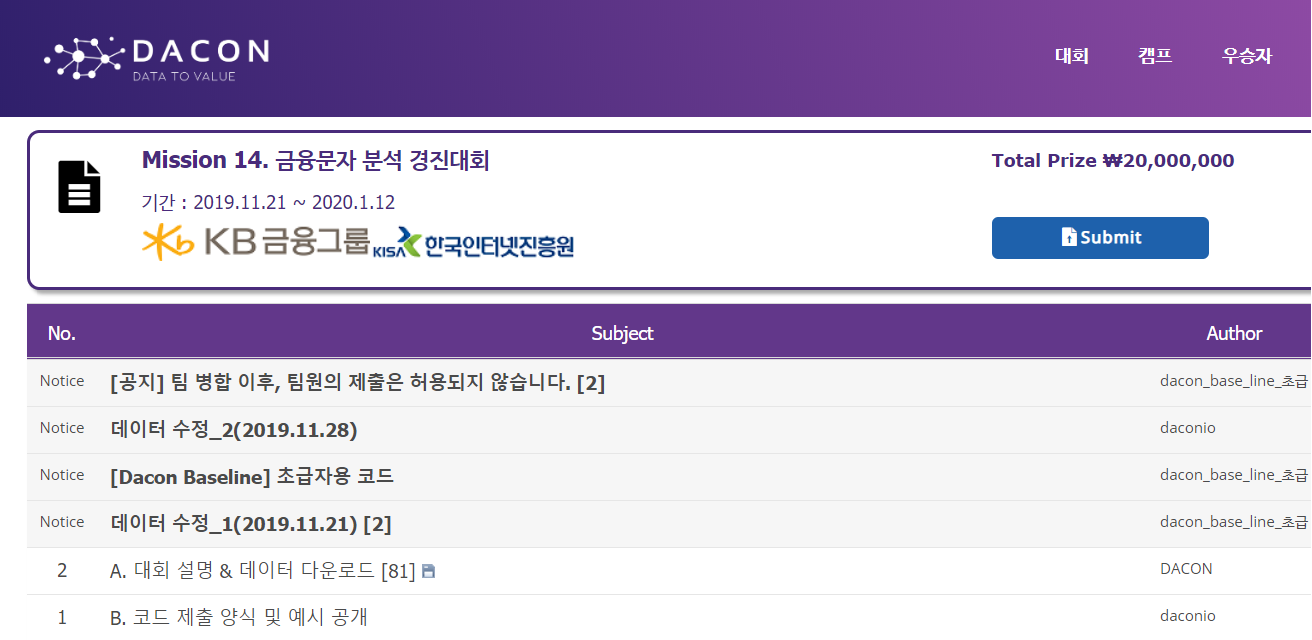 DACON
DATA TO VALUE
대회 캠프 우승자
Mission 14. 금융문자 분석 경진대회
Total Prize ₩20,000,000
기간 : 2019.11.21 ~ 2020.1.12
KB금융그룹 KISA 한국인터넷진흥원
Submit
No. Subject Author
Notice [공지] 팀 병합 이후, 팀원의 제출은 허용되지 않습니다. [2] dacon_base_line_초급
Notice 데이터 수정_2(2019.11.28) daconio
Notice [Dacon Baseline] 초급자용 코드 dacon_base_line_초급
Notice 데이터 수정_1(2019.11.21) [2] dacon_base_line_초급
2 A. 대회 설명 & 데이터 다운로드 [81] DACON
1 B. 코드 제출 양식 및 예시 공개 daconio